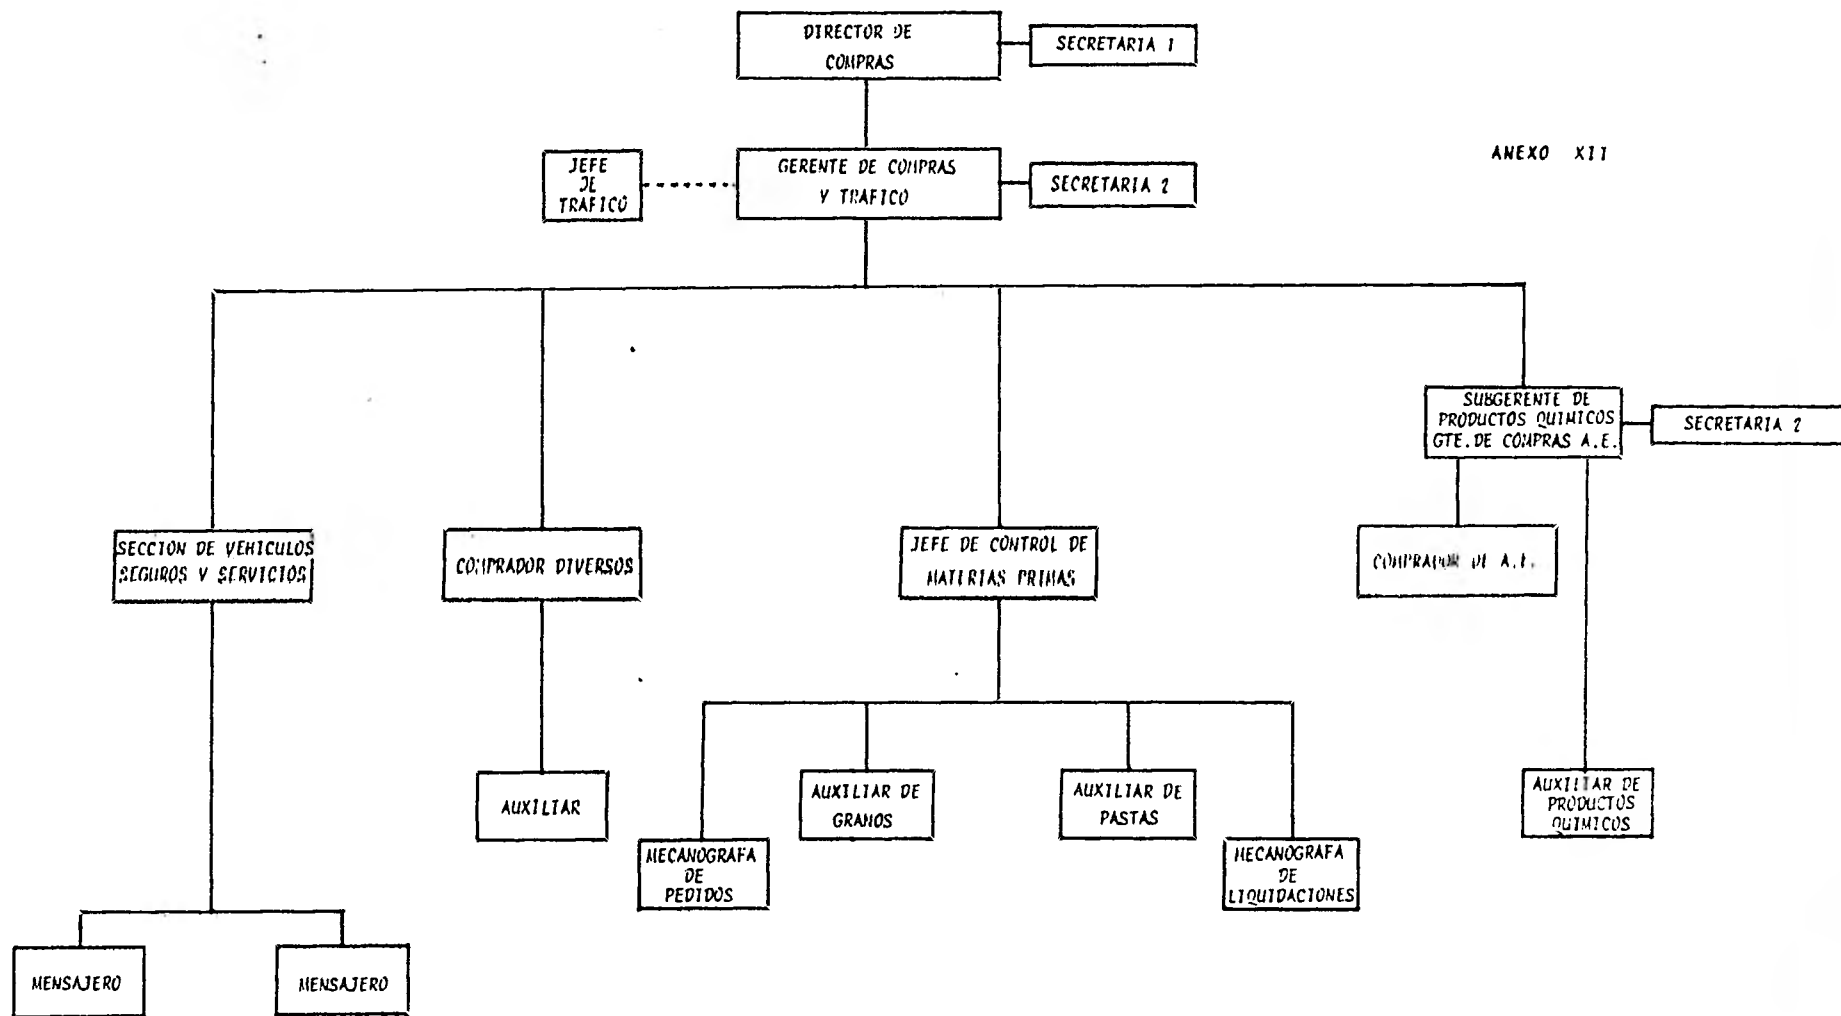 DIRECTOR DE
COMPRAS
SECRETARIA 1
ANEXO XII
JEFE
DE
TRAFICO
GERENTE DE COMPRAS
Y TRAFICO
SECRETARIA 2
SUBGERENTE DE
PRODUCTOS QUIMICOS
GTE. DE COMPRAS A.E.
SECRETARIA 2
SECCION DE VEHICULOS
SEGUROS Y SERVICIOS
COMPRADOR DIVERSOS
JEFE DE CONTROL DE
MATERIAS PRIMAS
COMPRADOR DE A.E.
AUXILIAR
AUXILIAR DE
GRANOS
AUXILIAR DE
PASTAS
AUXILIAR DE
PRODUCTOS
QUIMICOS
MECANOGRAFA
DE
PEDIDOS
MECANOGRAFA
DE
LIQUIDACIONES
MENSAJERO
MENSAJERO